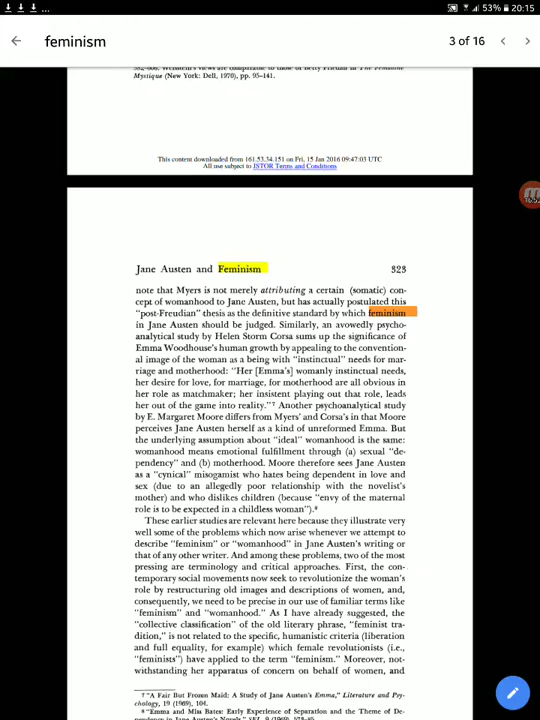 ... 53% 20:15
feminism 3 of 16
Mystique (New York: Dell, 1970), pp. 95-141.
This content downloaded from 161.53.34.151 on Fri, 15 Jan 2016 09:47:03 UTC
All use subject to JSTOR Terms and Conditions
Jane Austen and Feminism 323
note that Myers is not merely attributing a certain (somatic) con-
cept of womanhood to Jane Austen, but has actually postulated this
"post-Freudian" thesis as the definitive standard by which feminism
in Jane Austen should be judged. Similarly, an avowedly psycho-
analytical study by Helen Storm Corsa sums up the significance of
Emma Woodhouse's human growth by appealing to the convention-
al image of the woman as a being with "instinctual" needs for mar-
riage and motherhood: "Her [Emma's] womanly instinctual needs,
her desire for love, for marriage, for motherhood are all obvious in
her role as matchmaker; her insistent playing out that role, leads
her out of the game into reality."7 Another psychoanalytical study
by E. Margaret Moore differs from Myers' and Corsa's in that Moore
perceives Jane Austen herself as a kind of unreformed Emma. But
the underlying assumption about "ideal" womanhood is the same:
womanhood means emotional fulfillment through (a) sexual "de-
pendency" and (b) motherhood. Moore therefore sees Jane Austen
as a "cynical" misogamist who hates being dependent in love and
sex (due to an allegedly poor relationship with the novelist's
mother) and who dislikes children (because "envy of the maternal
role is to be expected in a childless woman").8
These earlier studies are relevant here because they illustrate very
well some of the problems which now arise whenever we attempt to
describe "feminism" or "womanhood" in Jane Austen's writing or
that of any other writer. And among these problems, two of the most
pressing are terminology and critical approaches. First, the con-
temporary social movements now seek to revolutionize the woman's
role by restructuring old images and descriptions of women, and,
consequently, we need to be precise in our use of familiar terms like
"feminism" and "womanhood." As I have already suggested, the
"collective classification" of the old literary phrase, "feminist tra-
dition," is not related to the specific, humanistic criteria (liberation
and full equality, for example) which female revolutionists (i.e.,
"feminists") have applied to the term "feminism." Moreover, not-
withstanding her apparatus of concern on behalf of women, and
7 "A Fair But Frozen Maid: A Study of Jane Austen's Emma," Literature and Psy-
chology, 19 (1969), 104.
8 "Emma and Miss Bates: Early Experience of Separation and the Theme of De-